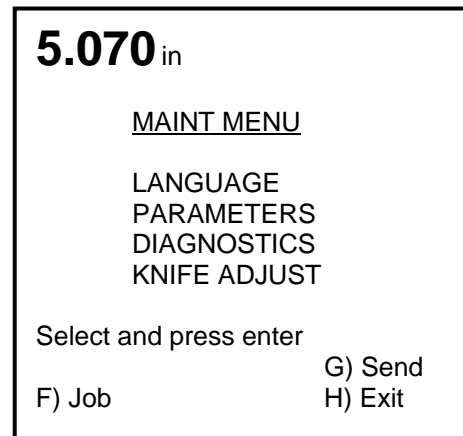 5.070 in
MAINT MENU
LANGUAGE
PARAMETERS
DIAGNOSTICS
KNIFE ADJUST
Select and press enter
G) Send
F) Job H) Exit